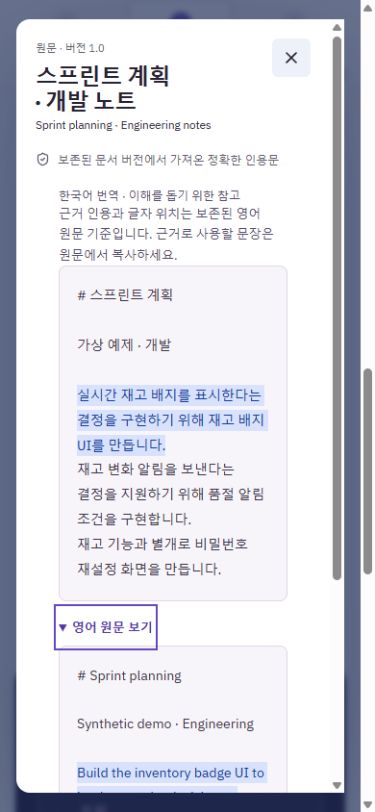 원문 · 버전 1.0
스프린트 계획
· 개발 노트
Sprint planning · Engineering notes
보존된 문서 버전에서 가져온 정확한 인용문
한국어 번역 · 이해를 돕기 위한 참고
근거 인용과 글자 위치는 보존된 영어
원문 기준입니다. 근거로 사용할 문장은
원문에서 복사하세요.
# 스프린트 계획
가상 예제 · 개발
실시간 재고 배지를 표시한다는
결정을 구현하기 위해 재고 배지
UI를 만듭니다.
재고 변화 알림을 보낸다는
결정을 지원하기 위해 품절 알림
조건을 구현합니다.
재고 기능과 별개로 비밀번호
재설정 화면을 만듭니다.
▼ 영어 원문 보기
# Sprint planning
Synthetic demo · Engineering
Build the inventory badge UI to